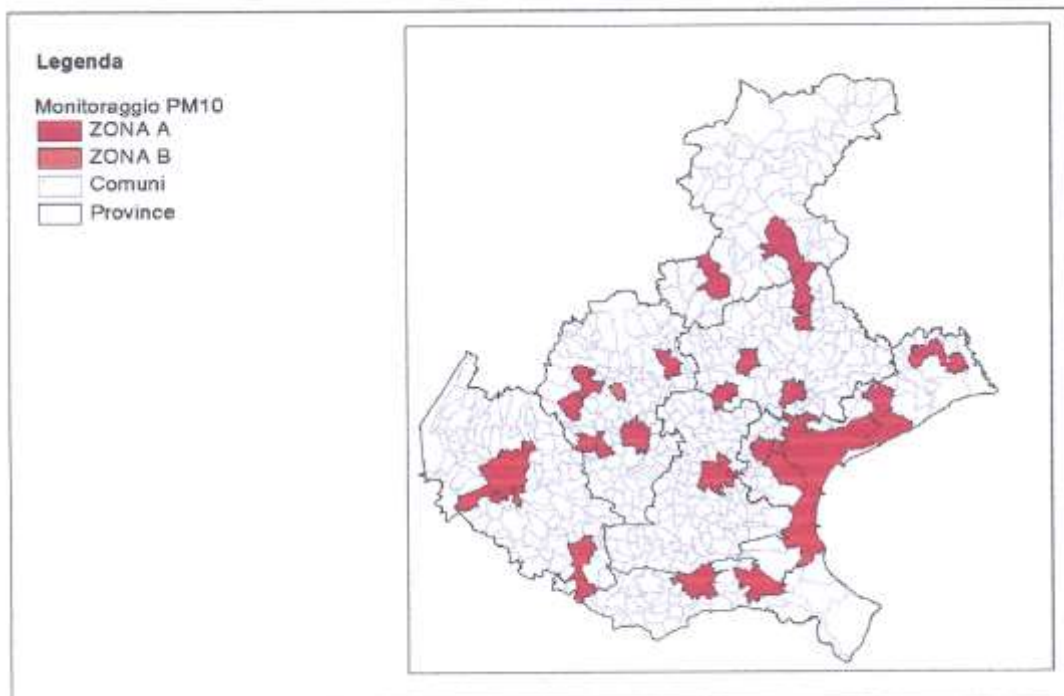 Legenda
Monitoraggio PM10
ZONA A
ZONA B
Comuni
Province